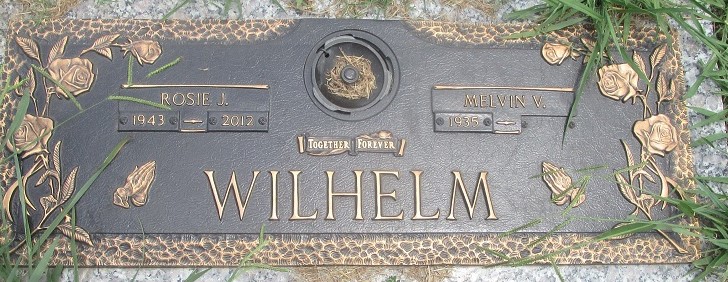 ROSIE J.
1943 2012
MELVIN V.
1935
TOGETHER FOREVER
WILHELM